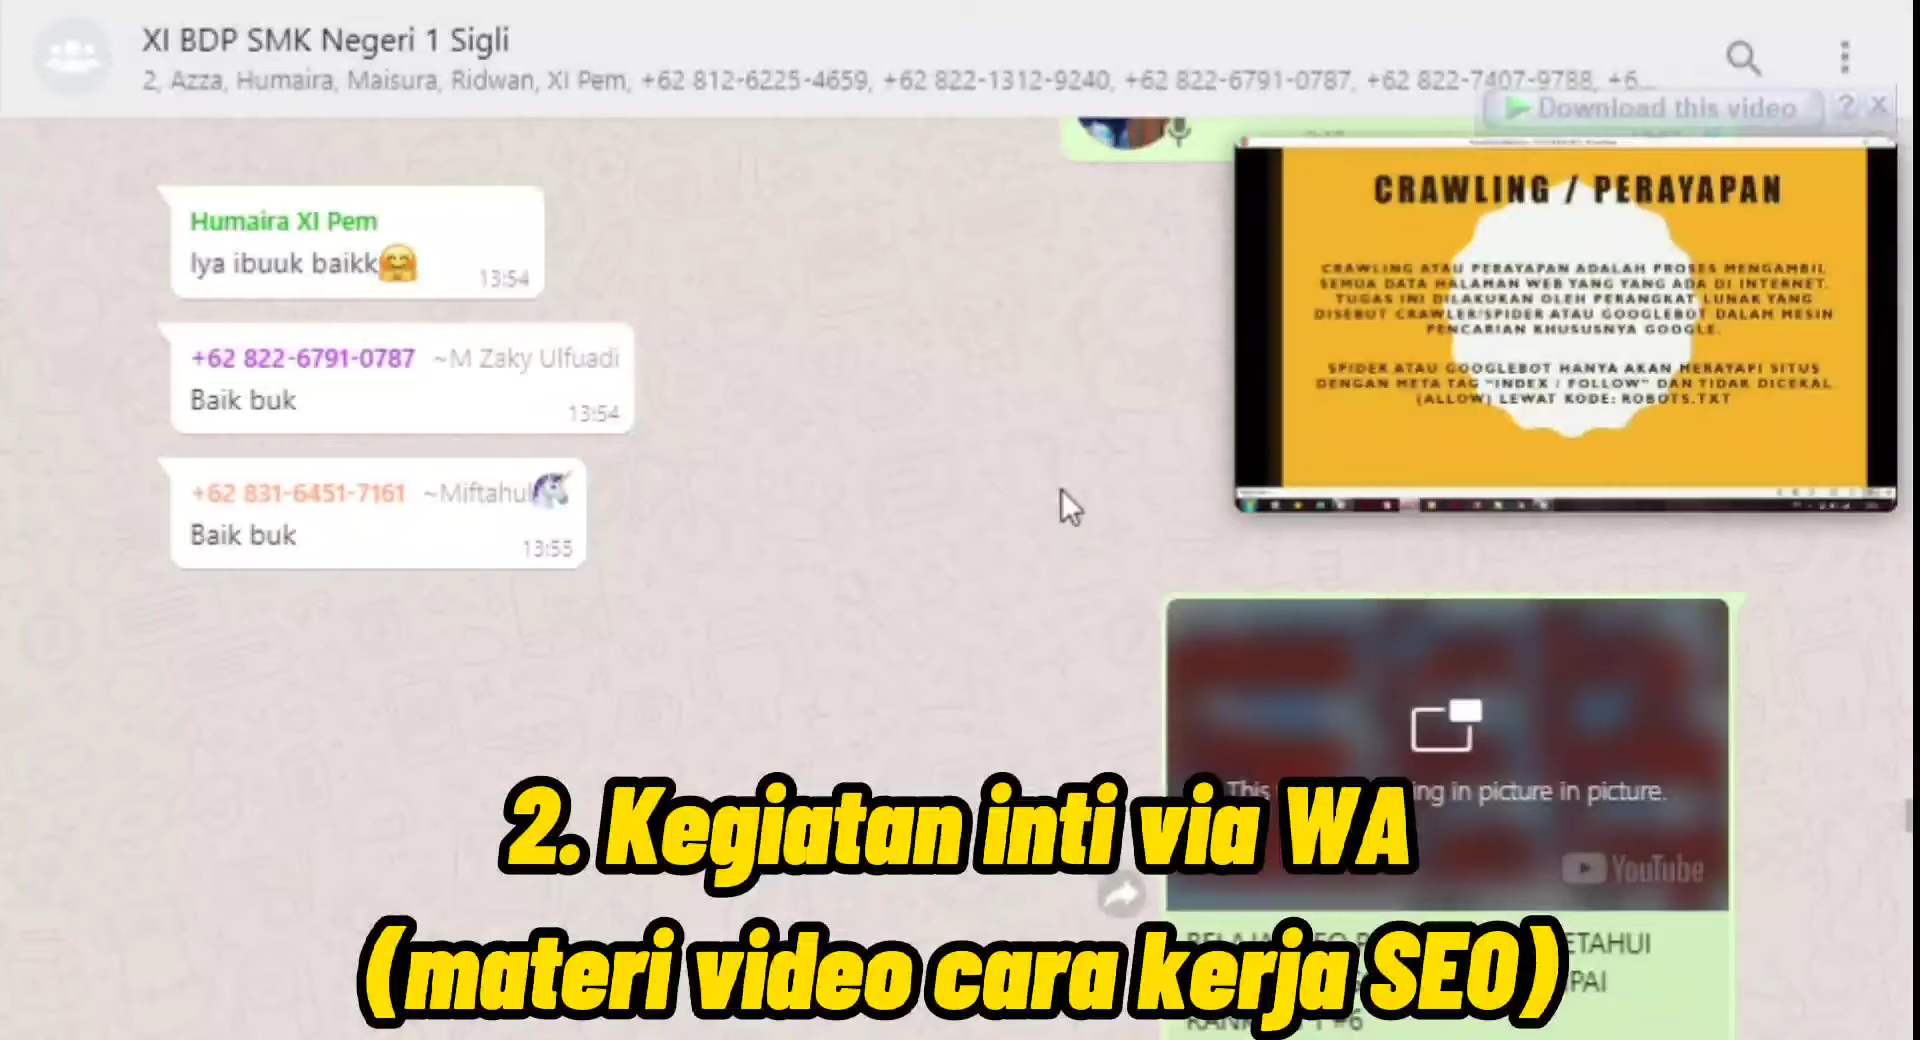 XI BDP SMK Negeri 1 Sigli
2, Azza, Humaira, Maisura, Ridwan, XI Pem, +62 812-6225-4659, +62 822-1312-9240, +62 822-6791-0787, +62 822-7407-9788, +6...
Download this video ? X
Humaira XI Pem
Iya ibuuk baikk🤗
13:54
+62 822-6791-0787 ~M Zaky Ulfuadi
Baik buk
13:54
+62 831-6451-7161 ~Miftahul🦄
Baik buk
13:55
CRAWLING / PERAYAPAN
CRAWLING ATAU PERAYAPAN ADALAH PROSES MENGAMBIL
SEMUA DATA HALAMAN WEB YANG YANG ADA DI INTERNET.
TUGAS INI DILAKUKAN OLEH PERANGKAT LUNAK YANG
DISEBUT CRAWLER/SPIDER ATAU GOOGLEBOT DALAM MESIN
PENCARIAN KHUSUSNYA GOOGLE.
SPIDER ATAU GOOGLEBOT HANYA AKAN MERAYAPI SITUS
DENGAN META TAG "INDEX / FOLLOW" DAN TIDAK DICEKAL
(ALLOW) LEWAT KODE: ROBOTS.TXT
This ing in picture in picture.
YouTube
2. Kegiatan inti via WA
(materi video cara kerja SEO)
ETAHUI
PAI
1 #6